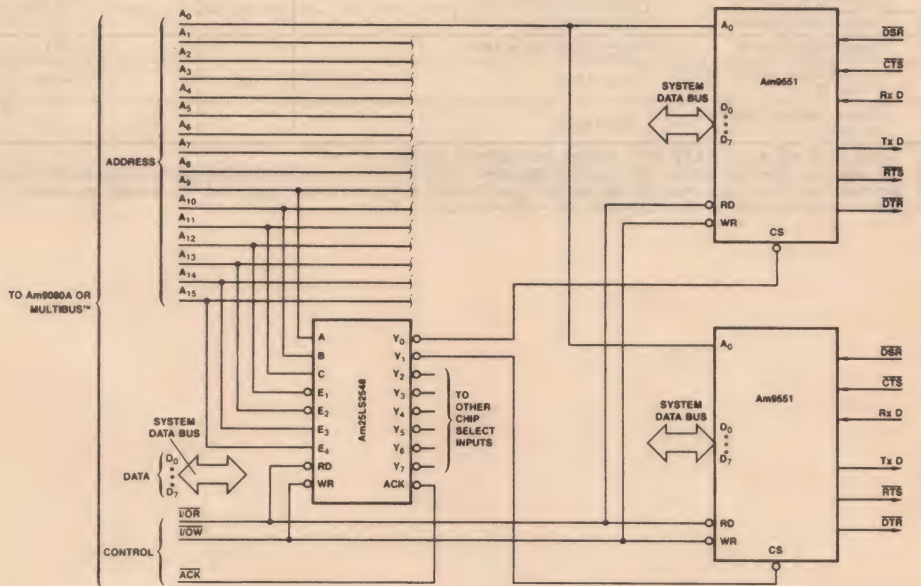 TO Am9080A OR
MULTIBUS™
ADDRESS
A0
A1
A2
A3
A4
A5
A6
A7
A8
A9
A10
A11
A12
A13
A14
A15
SYSTEM
DATA BUS
DATA
D0
D7
CONTROL
I/OR
I/OW
ACK
Am25LS2548
A
B
C
E1
E2
E3
E4
RD
WR
Y0
Y1
Y2
Y3
Y4
Y5
Y6
Y7
ACK
TO
OTHER
CHIP
SELECT
INPUTS
A0
Am9551
SYSTEM
DATA BUS
D0
D7
RD
WR
CS
DSR
CTS
Rx D
Tx D
RTS
DTR
A0
Am9551
SYSTEM
DATA BUS
D0
D7
RD
WR
CS
DSR
CTS
Rx D
Tx D
RTS
DTR